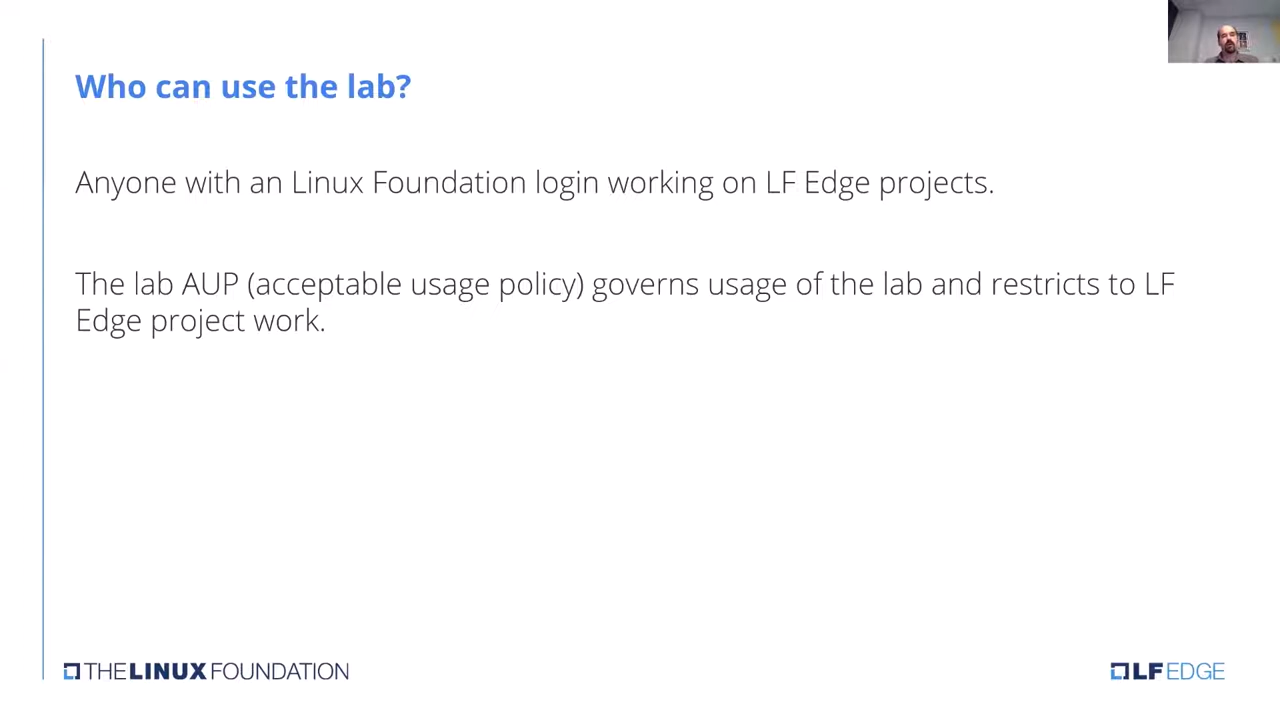 Who can use the lab?
Anyone with an Linux Foundation login working on LF Edge projects.
The lab AUP (acceptable usage policy) governs usage of the lab and restricts to LF
Edge project work.
THE LINUX FOUNDATION
LF EDGE